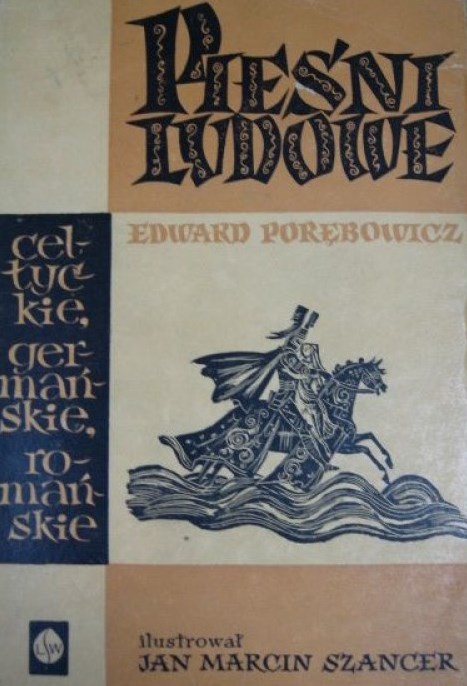 PIEŚNI
LUDOWE
EDWARD PORĘBOWICZ
cel-
tyc-
kie,
ger-
mań-
skie,
ro-
mań-
skie
ilustrował
JAN MARCIN SZANCER
LSW